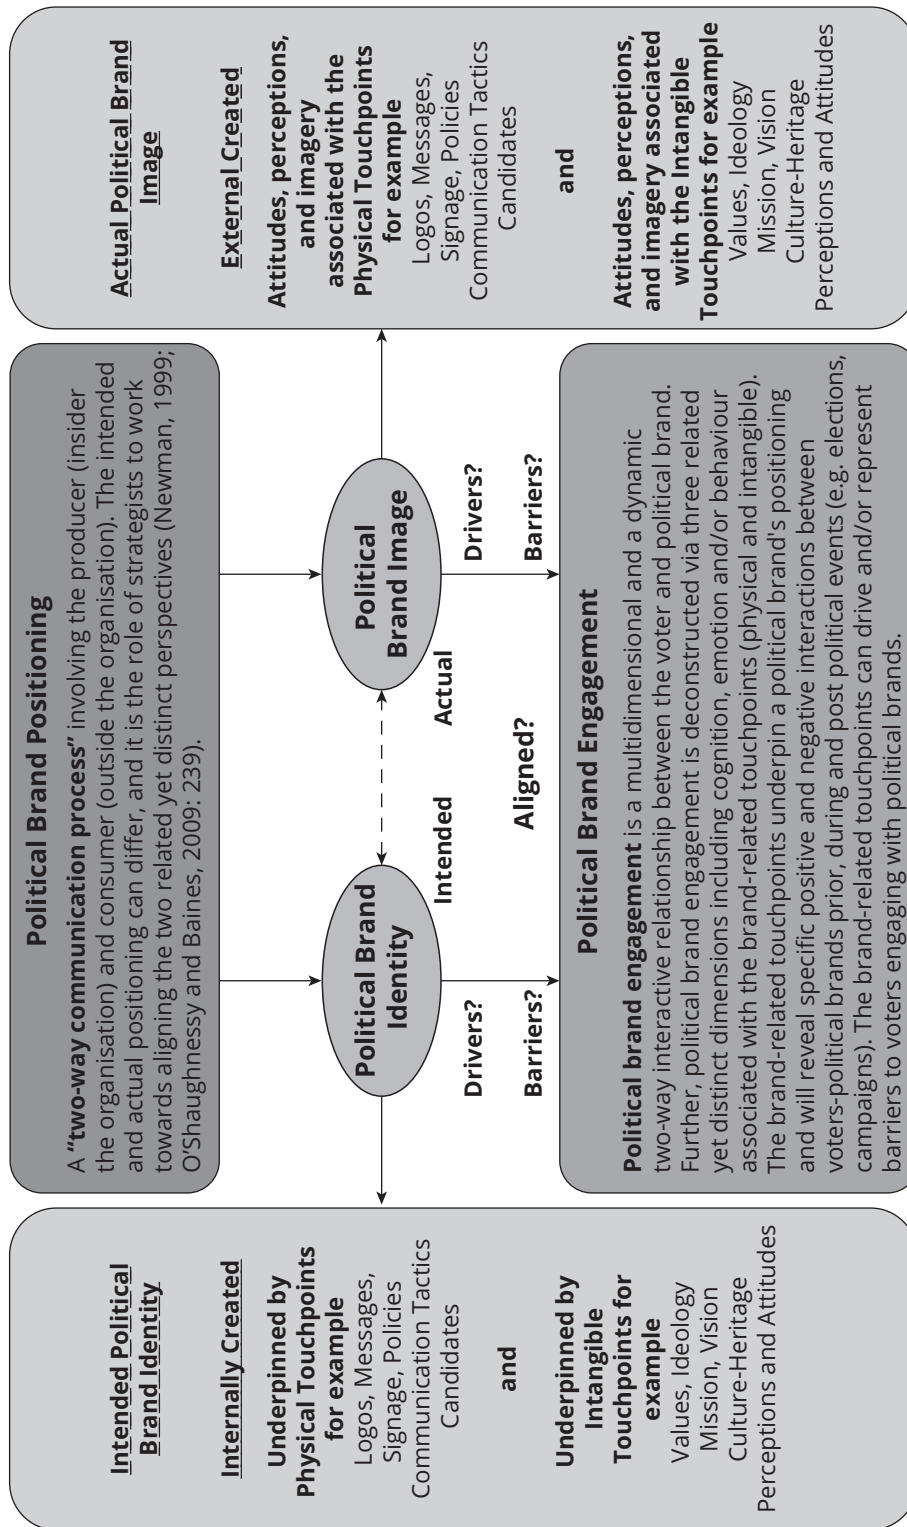 Intended Political
Brand Identity
Internally Created
Underpinned by
Physical Touchpoints
for example
Logos, Messages,
Signage, Policies
Communication Tactics
Candidates
and
Underpinned by
Intangible
Touchpoints for
example
Values, Ideology
Mission, Vision
Culture-Heritage
Perceptions and Attitudes
Political Brand Positioning
A "two-way communication process" involving the producer (insider
the organisation) and consumer (outside the organisation). The intended
and actual positioning can differ, and it is the role of strategists to work
towards aligning the two related yet distinct perspectives (Newman, 1999;
O'Shaughnessy and Baines, 2009: 239).
Political Brand
Identity
Political
Brand Image
Intended
Actual
Drivers?
Barriers?
Aligned?
Drivers?
Barriers?
Political Brand Engagement
Political brand engagement is a multidimensional and a dynamic
two-way interactive relationship between the voter and political brand.
Further, political brand engagement is deconstructed via three related
yet distinct dimensions including cognition, emotion and/or behaviour
associated with the brand-related touchpoints (physical and intangible).
The brand-related touchpoints underpin a political brand's positioning
and will reveal specific positive and negative interactions between
voters-political brands prior, during and post political events (e.g. elections,
campaigns). The brand-related touchpoints can drive and/or represent
barriers to voters engaging with political brands.
Actual Political Brand
Image
External Created
Attitudes, perceptions,
and imagery
associated with the
Physical Touchpoints
for example
Logos, Messages,
Signage, Policies
Communication Tactics
Candidates
and
Attitudes, perceptions,
and imagery associated
with the Intangible
Touchpoints for example
Values, Ideology
Mission, Vision
Culture-Heritage
Perceptions and Attitudes